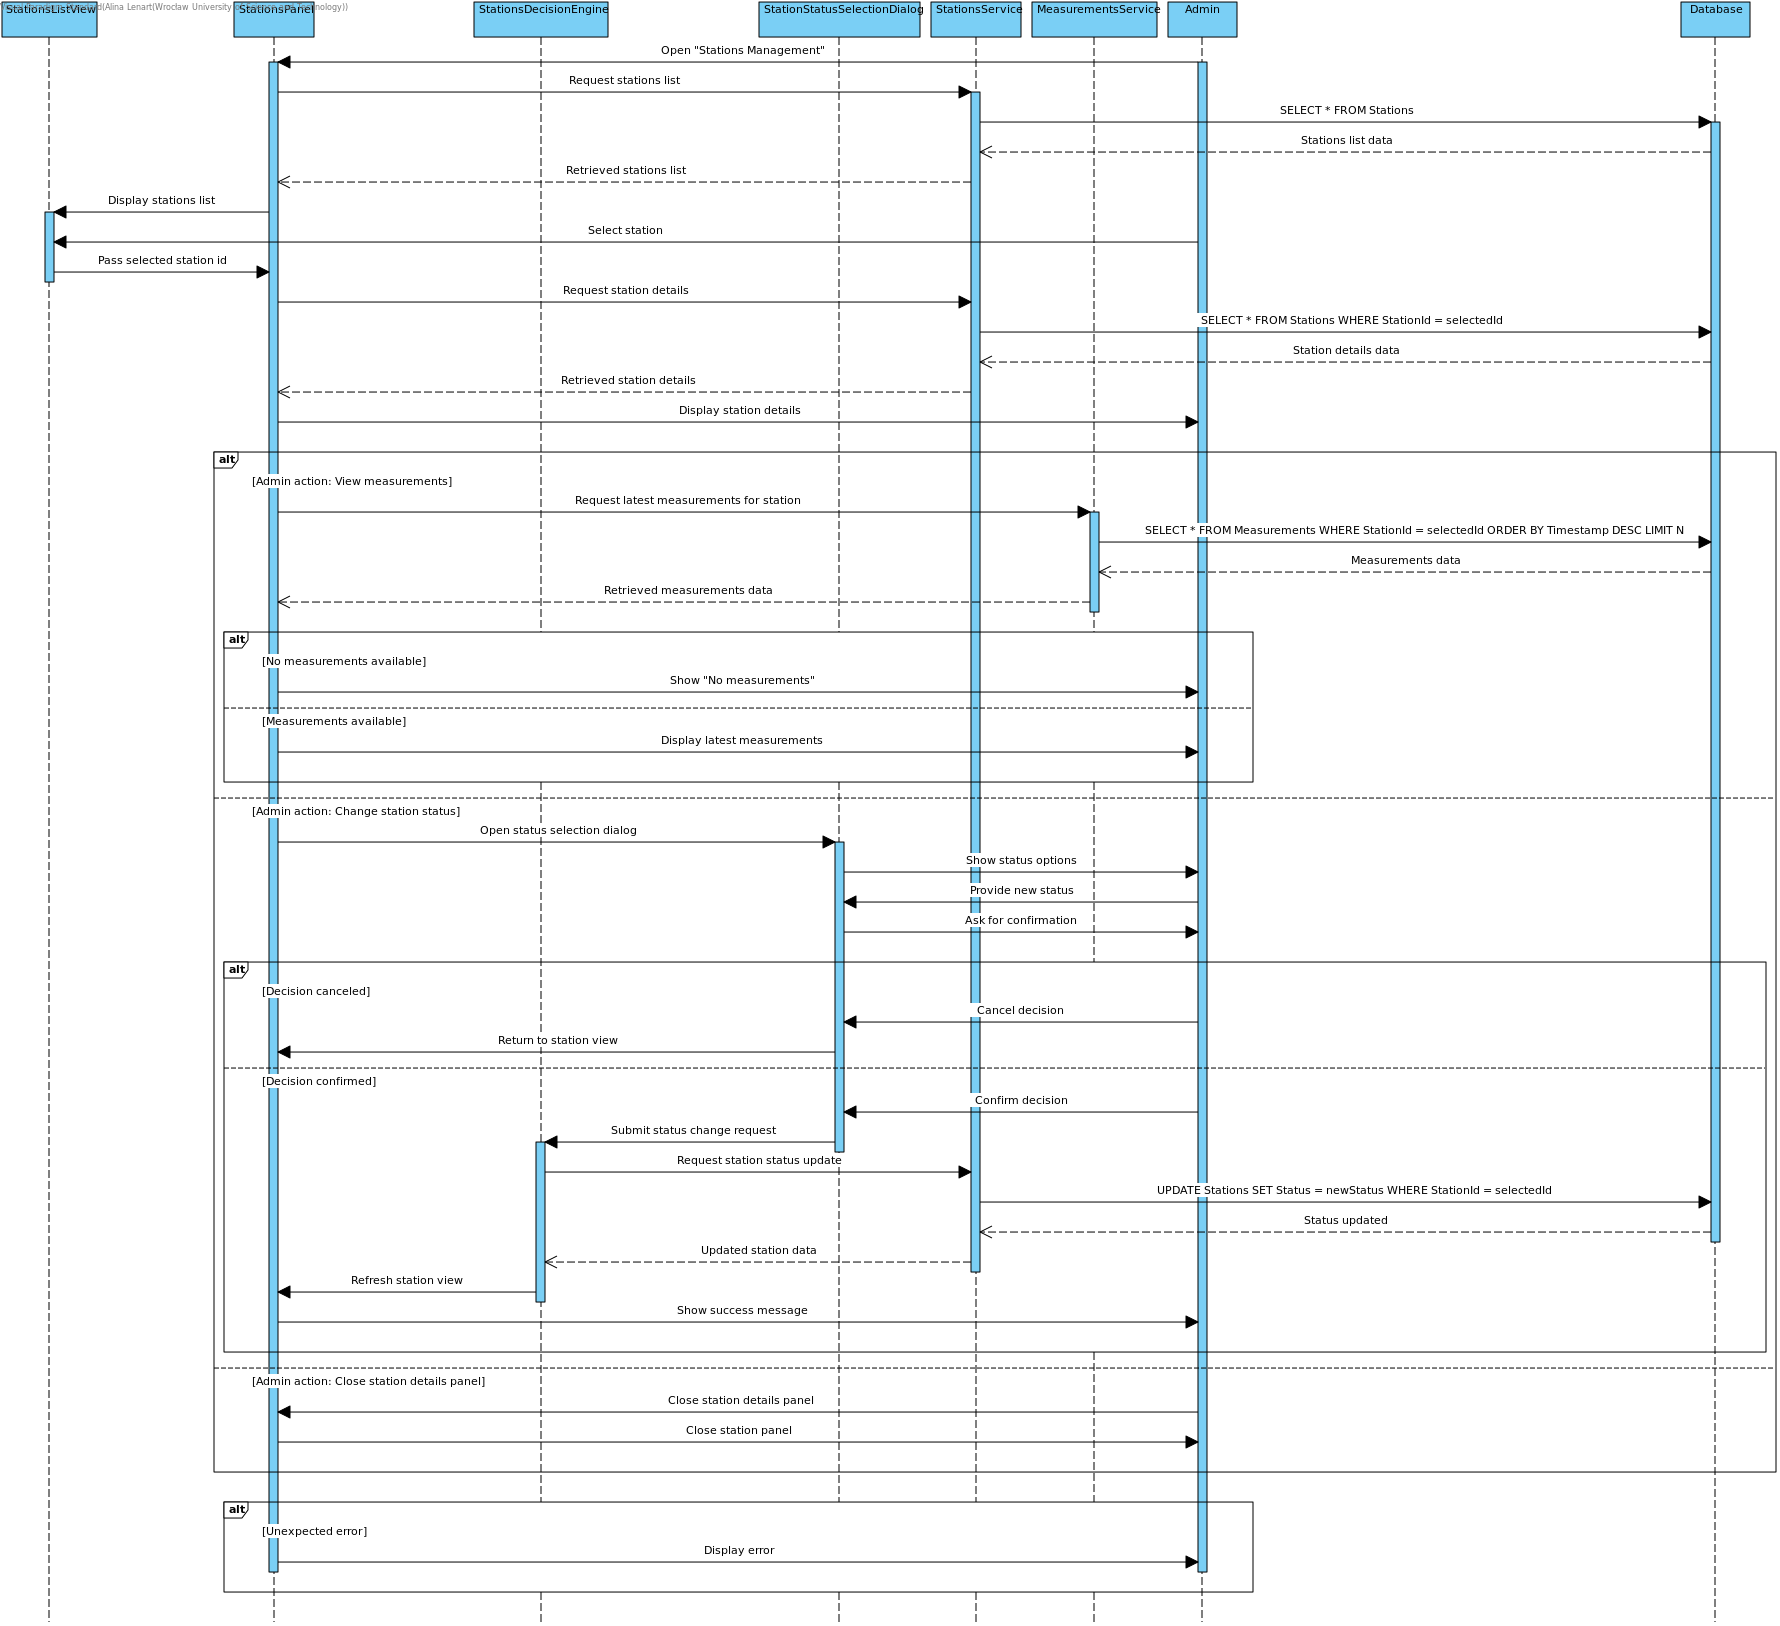 StationsListView
StationsPanel
StationsDecisionEngine
StationStatusSelectionDialog
StationsService
MeasurementsService
Admin
Database
Open "Stations Management"
Request stations list
SELECT * FROM Stations
Stations list data
Retrieved stations list
Display stations list
Select station
Pass selected station id
Request station details
SELECT * FROM Stations WHERE StationId = selectedId
Station details data
Retrieved station details
Display station details
alt
[Admin action: View measurements]
Request latest measurements for station
SELECT * FROM Measurements WHERE StationId = selectedId ORDER BY Timestamp DESC LIMIT N
Measurements data
Retrieved measurements data
alt
[No measurements available]
Show "No measurements"
[Measurements available]
Display latest measurements
[Admin action: Change station status]
Open status selection dialog
Show status options
Provide new status
Ask for confirmation
alt
[Decision canceled]
Cancel decision
Return to station view
[Decision confirmed]
Confirm decision
Submit status change request
Request station status update
UPDATE Stations SET Status = newStatus WHERE StationId = selectedId
Status updated
Updated station data
Refresh station view
Show success message
[Admin action: Close station details panel]
Close station details panel
Close station panel
alt
[Unexpected error]
Display error